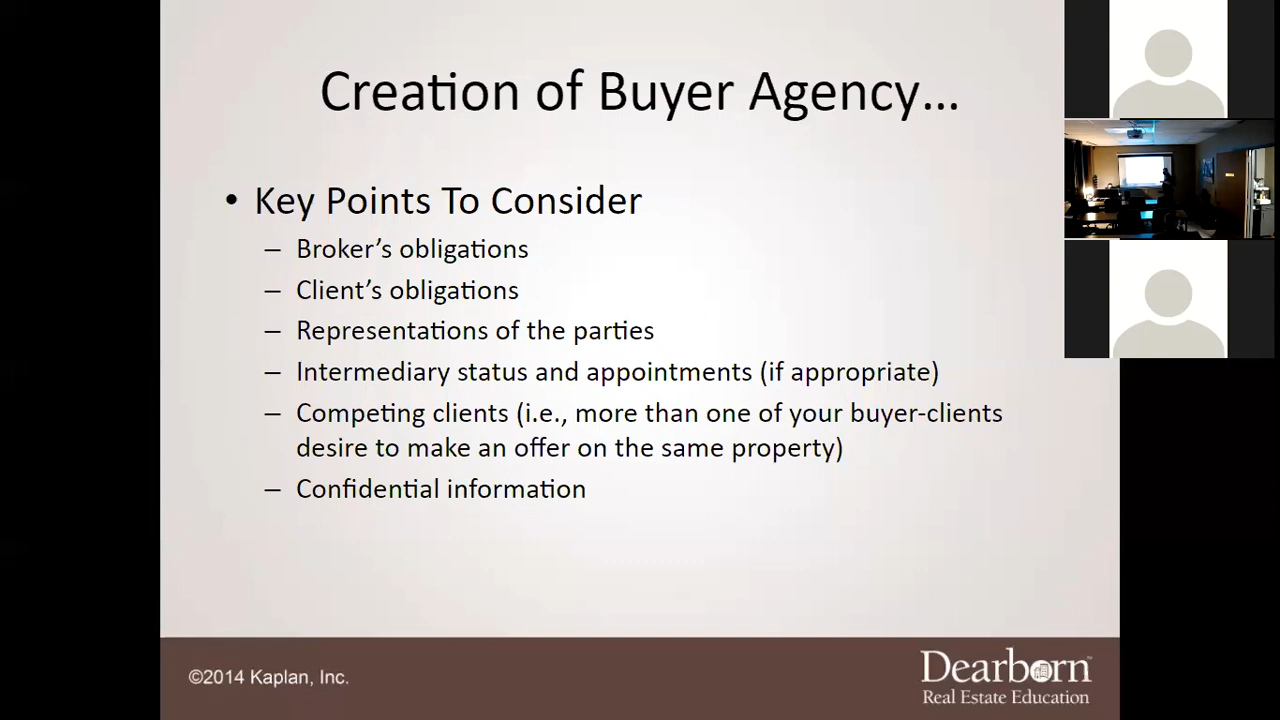 Creation of Buyer Agency...
• Key Points To Consider
– Broker's obligations
– Client's obligations
– Representations of the parties
– Intermediary status and appointments (if appropriate)
– Competing clients (i.e., more than one of your buyer-clients
desire to make an offer on the same property)
– Confidential information
©2014 Kaplan, Inc.
Dearborn™
Real Estate Education